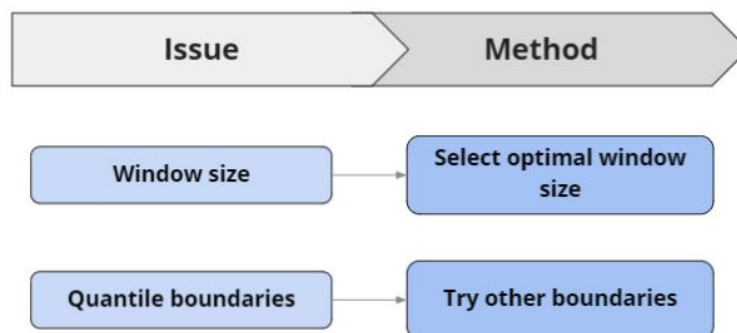 Issue
Method
Window size
Select optimal window
size
Quantile boundaries
Try other boundaries